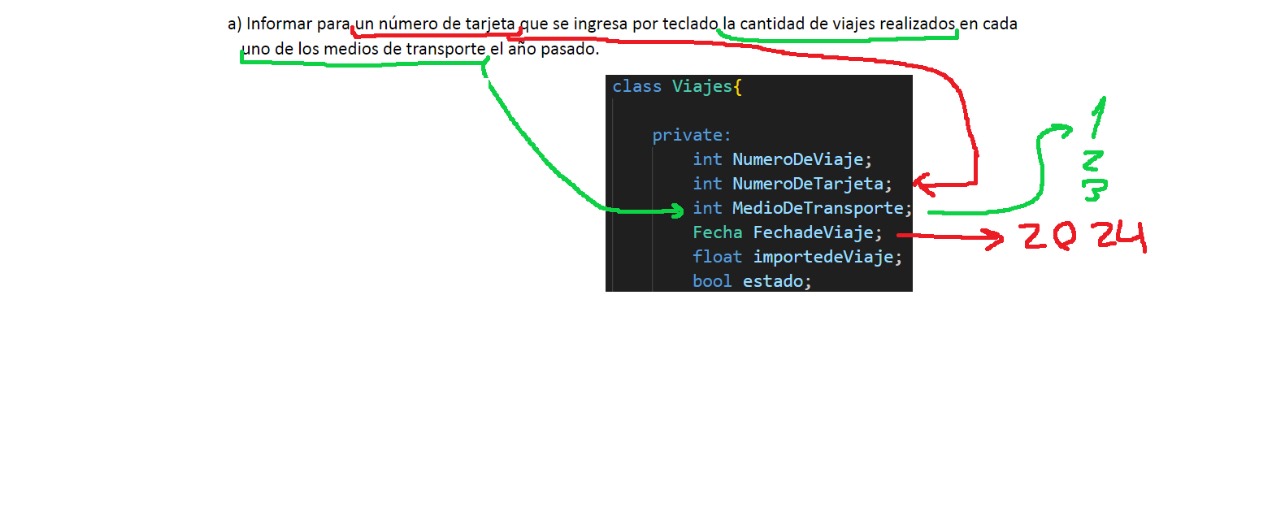 a) Informar para un número de tarjeta que se ingresa por teclado la cantidad de viajes realizados en cada
uno de los medios de transporte el año pasado.
class Viajes{
private:
int NumeroDeViaje;
int NumeroDeTarjeta;
int MedioDeTransporte;
Fecha FechadeViaje;
float importedeViaje;
bool estado;
1
2
3
2024